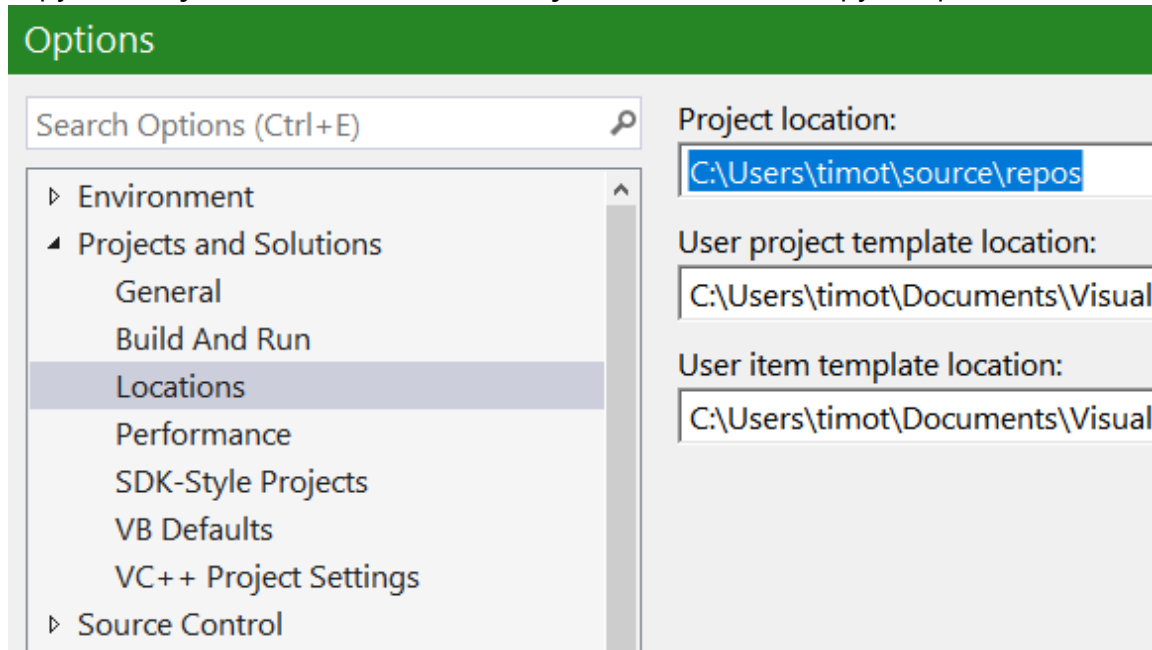 Options
Search Options (Ctrl+E)
Environment
Projects and Solutions
General
Build And Run
Locations
Performance
SDK-Style Projects
VB Defaults
VC++ Project Settings
Source Control
Project location:
C:\Users\timot\source\repos
User project template location:
C:\Users\timot\Documents\Visual
User item template location:
C:\Users\timot\Documents\Visual